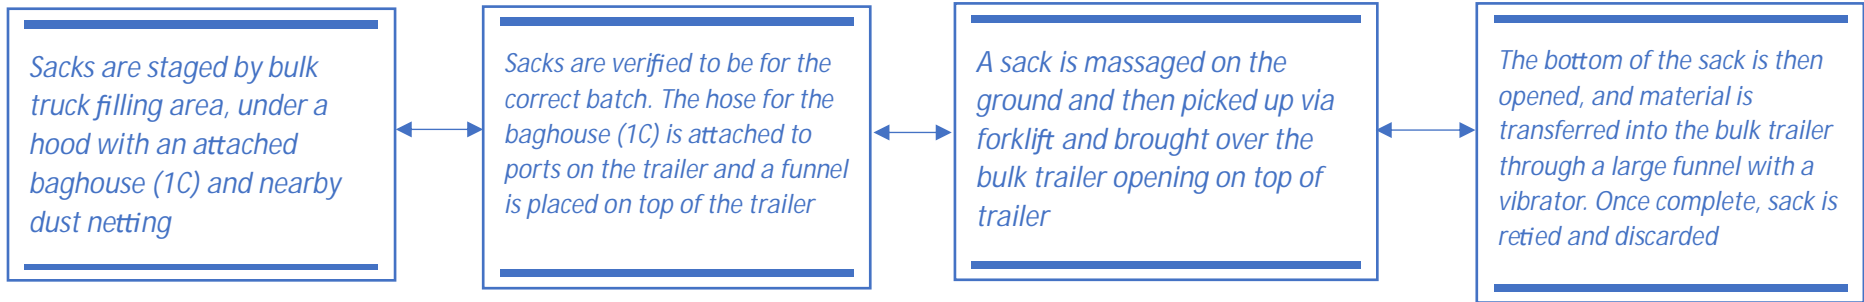 Sacks are staged by bulk
truck filling area, under a
hood with an attached
baghouse (1C) and nearby
dust netting
Sacks are verified to be for the
correct batch. The hose for the
baghouse (1C) is attached to
ports on the trailer and a funnel
is placed on top of the trailer
A sack is massaged on the
ground and then picked up via
forklift and brought over the
bulk trailer opening on top of
trailer
The bottom of the sack is then
opened, and material is
transferred into the bulk trailer
through a large funnel with a
vibrator. Once complete, sack is
retied and discarded